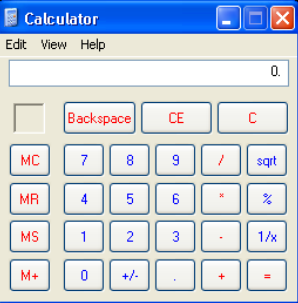 Calculator
Edit View Help
0.
Backspace CE C
MC 7 8 9 / sqrt
MR 4 5 6 * %
MS 1 2 3 - 1/x
M+ 0 +/- . + =